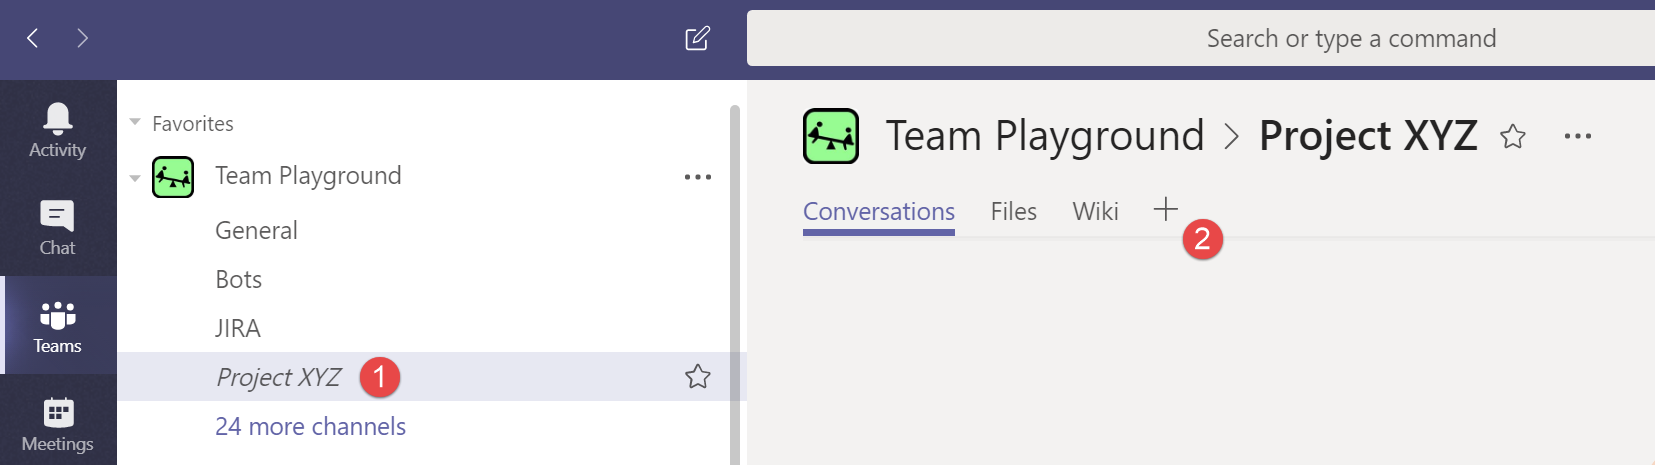 Search or type a command
Activity
Chat
Teams
Meetings
Favorites
Team Playground
General
Bots
JIRA
Project XYZ 1
24 more channels
Team Playground > Project XYZ
Conversations Files Wiki +
2